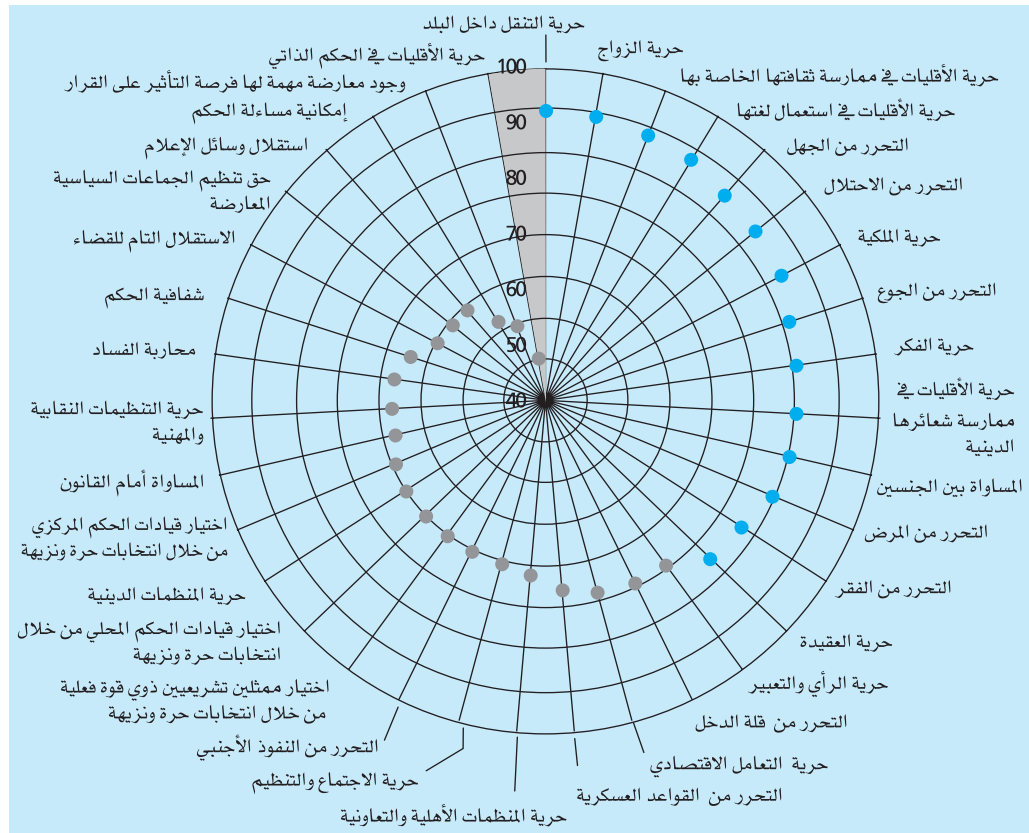 حرية التنقل داخل البلد
حرية الزواج
حرية الأقليات في ممارسة ثقافتها الخاصة بها
حرية الأقليات في استعمال لغتها
التحرر من الجهل
التحرر من الاحتلال
حرية الملكية
التحرر من الجوع
حرية الفكر
حرية الأقليات في
ممارسة شعائرها
الدينية
المساواة بين الجنسين
التحرر من المرض
التحرر من الفقر
حرية العقيدة
حرية الرأي والتعبير
التحرر من قلة الدخل
حرية التعامل الاقتصادي
التحرر من القواعد العسكرية
حرية المنظمات الأهلية والتعاونية
حرية الاجتماع والتنظيم
التحرر من النفوذ الأجنبي
اختيار ممثلين تشريعيين ذوي قوة فعلية
من خلال انتخابات حرة ونزيهة
اختيار قيادات الحكم المحلي من خلال
انتخابات حرة ونزيهة
حرية المنظمات الدينية
اختيار قيادات الحكم المركزي
من خلال انتخابات حرة ونزيهة
المساواة أمام القانون
حرية التنظيمات النقابية
والمهنية
محاربة الفساد
شفافية الحكم
الاستقلال التام للقضاء
حق تنظيم الجماعات السياسية
المعارضة
استقلال وسائل الإعلام
إمكانية مساءلة الحكم
وجود معارضة مهمة لها فرصة التأثير على القرار
حرية الأقليات في الحكم الذاتي
100
90
80
70
60
50
40